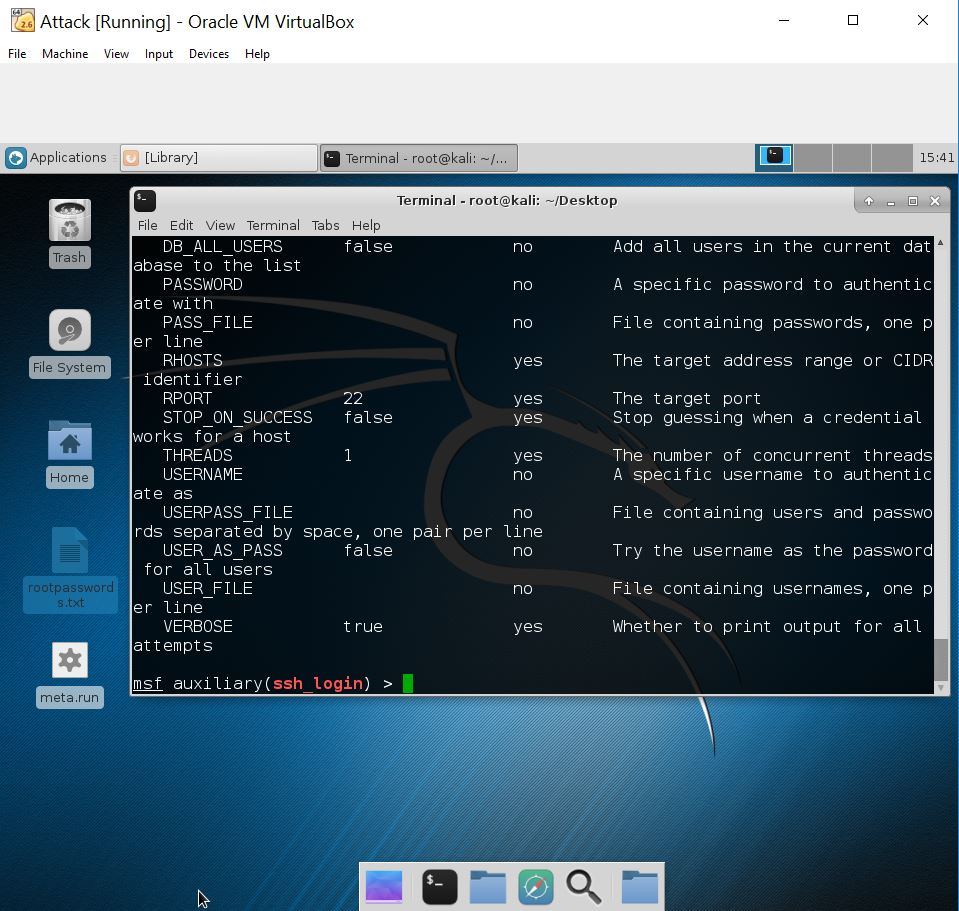 Attack [Running] - Oracle VM VirtualBox
File Machine View Input Devices Help
Applications [Library] Terminal - root@kali: ~/... 15:41
Terminal - root@kali: ~/Desktop
File Edit View Terminal Tabs Help
DB_ALL_USERS false no Add all users in the current dat
abase to the list
PASSWORD no A specific password to authentic
ate with
PASS_FILE no File containing passwords, one p
er line
RHOSTS yes The target address range or CIDR
identifier
RPORT 22 yes The target port
STOP_ON_SUCCESS false yes Stop guessing when a credential
works for a host
THREADS 1 yes The number of concurrent threads
USERNAME no A specific username to authentic
ate as
USERPASS_FILE no File containing users and passwo
rds separated by space, one pair per line
USER_AS_PASS false no Try the username as the password
for all users
USER_FILE no File containing usernames, one p
er line
VERBOSE true yes Whether to print output for all
attempts
msf auxiliary(ssh_login) >
Trash
File System
Home
rootpassword
s.txt
meta.run